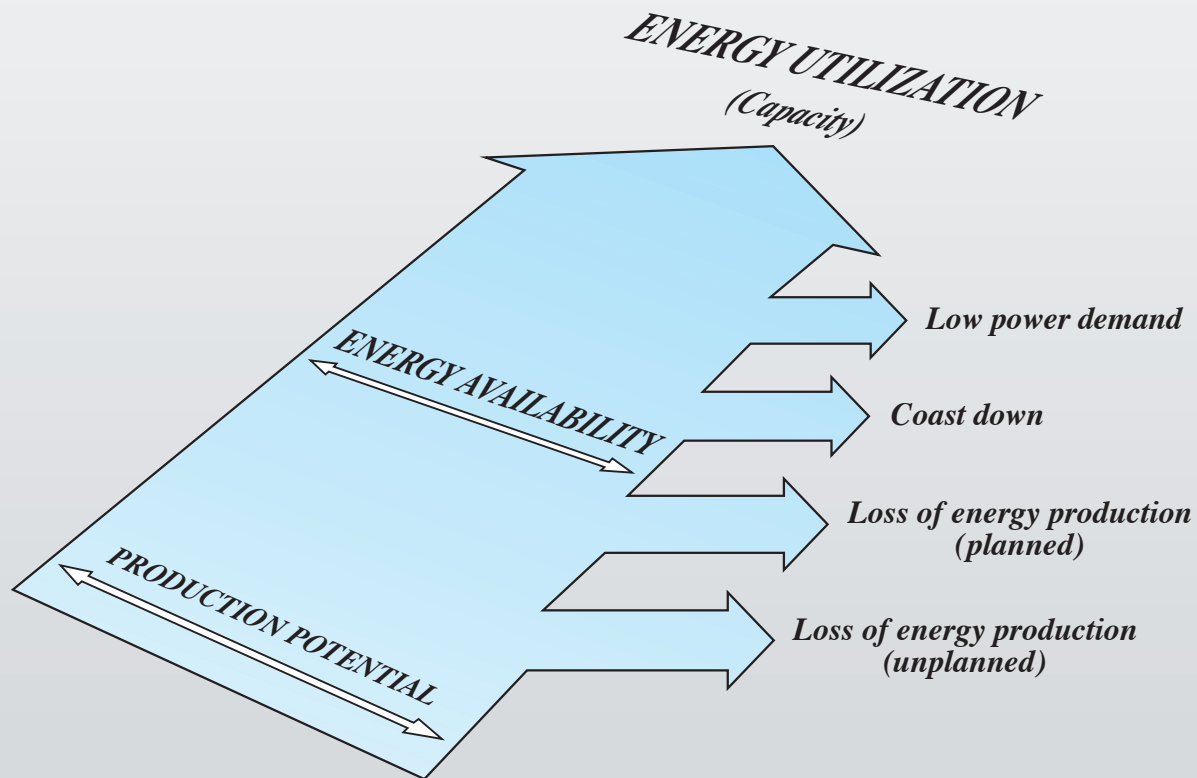 ENERGY UTILIZATION
(Capacity)
Low power demand
ENERGY AVAILABILITY
Coast down
Loss of energy production
(planned)
PRODUCTION POTENTIAL
Loss of energy production
(unplanned)